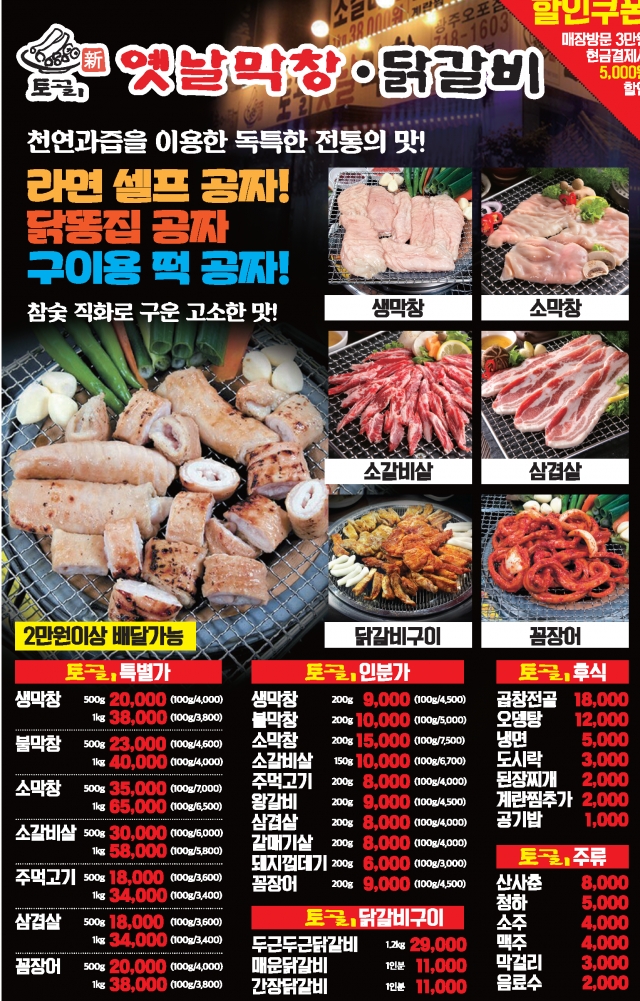 할인쿠폰
매장방문 3만원
현금결제시
5,000원
할인
토굴 新 옛날막창·닭갈비
천연과즙을 이용한 독특한 전통의 맛!
라면 셀프 공짜!
닭똥집 공짜
구이용 떡 공짜!
참숯 직화로 구운 고소한 맛!
생막창
소막창
소갈비살
삼겹살
닭갈비구이
꼼장어
2만원이상 배달가능
토굴 특별가
생막창 500g 20,000 (100g/4,000)
1kg 38,000 (100g/3,800)
불막창 500g 23,000 (100g/4,600)
1kg 40,000 (100g/4,000)
소막창 500g 35,000 (100g/7,000)
1kg 65,000 (100g/6,500)
소갈비살 500g 30,000 (100g/6,000)
1kg 58,000 (100g/5,800)
주먹고기 500g 18,000 (100g/3,600)
1kg 34,000 (100g/3,400)
삼겹살 500g 18,000 (100g/3,600)
1kg 34,000 (100g/3,400)
꼼장어 500g 20,000 (100g/4,000)
1kg 38,000 (100g/3,800)
토굴 인분가
생막창 200g 9,000 (100g/4,500)
불막창 200g 10,000 (100g/5,000)
소막창 200g 15,000 (100g/7,500)
소갈비살 150g 10,000 (100g/6,700)
주먹고기 200g 8,000 (100g/4,000)
왕갈비 200g 9,000 (100g/4,500)
삼겹살 200g 8,000 (100g/4,000)
갈매기살 200g 8,000 (100g/4,000)
돼지껍데기 200g 6,000 (100g/3,000)
꼼장어 200g 9,000 (100g/4,500)
토굴 닭갈비구이
두근두근닭갈비 1.2kg 29,000
매운닭갈비 1인분 11,000
간장닭갈비 1인분 11,000
토굴 후식
곱창전골 18,000
오뎅탕 12,000
냉면 5,000
도시락 3,000
된장찌개 2,000
계란찜추가 2,000
공기밥 1,000
토굴 주류
산사춘 8,000
청하 5,000
소주 4,000
맥주 4,000
막걸리 3,000
음료수 2,000